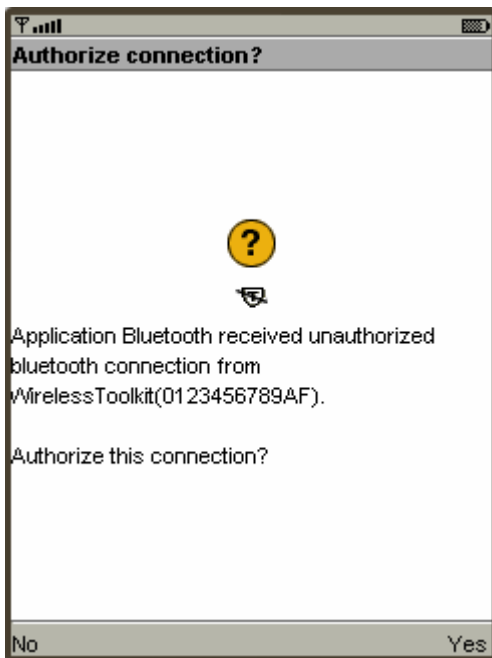 Authorize connection?
?
Application Bluetooth received unauthorized
bluetooth connection from
WirelessToolkit(0123456789AF).
Authorize this connection?
No Yes